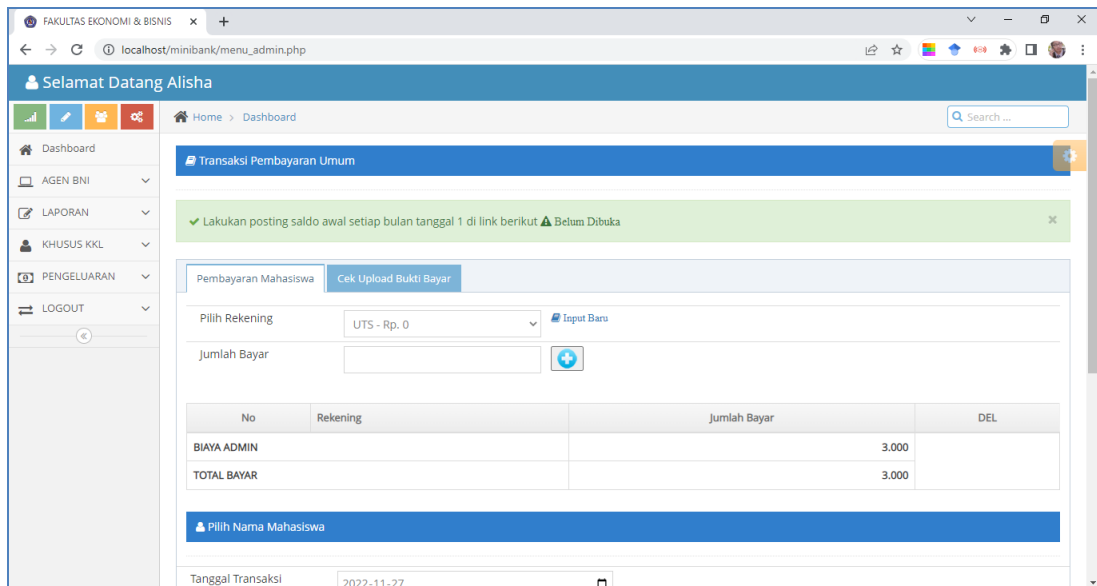 FAKULTAS EKONOMI & BISNIS
localhost/minibank/menu_admin.php
Selamat Datang Alisha
Home > Dashboard
Search ...
Dashboard
AGEN BNI
LAPORAN
KHUSUS KKL
PENGELUARAN
LOGOUT
Transaksi Pembayaran Umum
Lakukan posting saldo awal setiap bulan tanggal 1 di link berikut Belum Dibuka
Pembayaran Mahasiswa Cek Upload Bukti Bayar
Pilih Rekening UTS - Rp. 0 Input Baru
Jumlah Bayar
No Rekening Jumlah Bayar DEL
BIAYA ADMIN 3.000
TOTAL BAYAR 3.000
Pilih Nama Mahasiswa
Tanggal Transaksi 2022-11-27